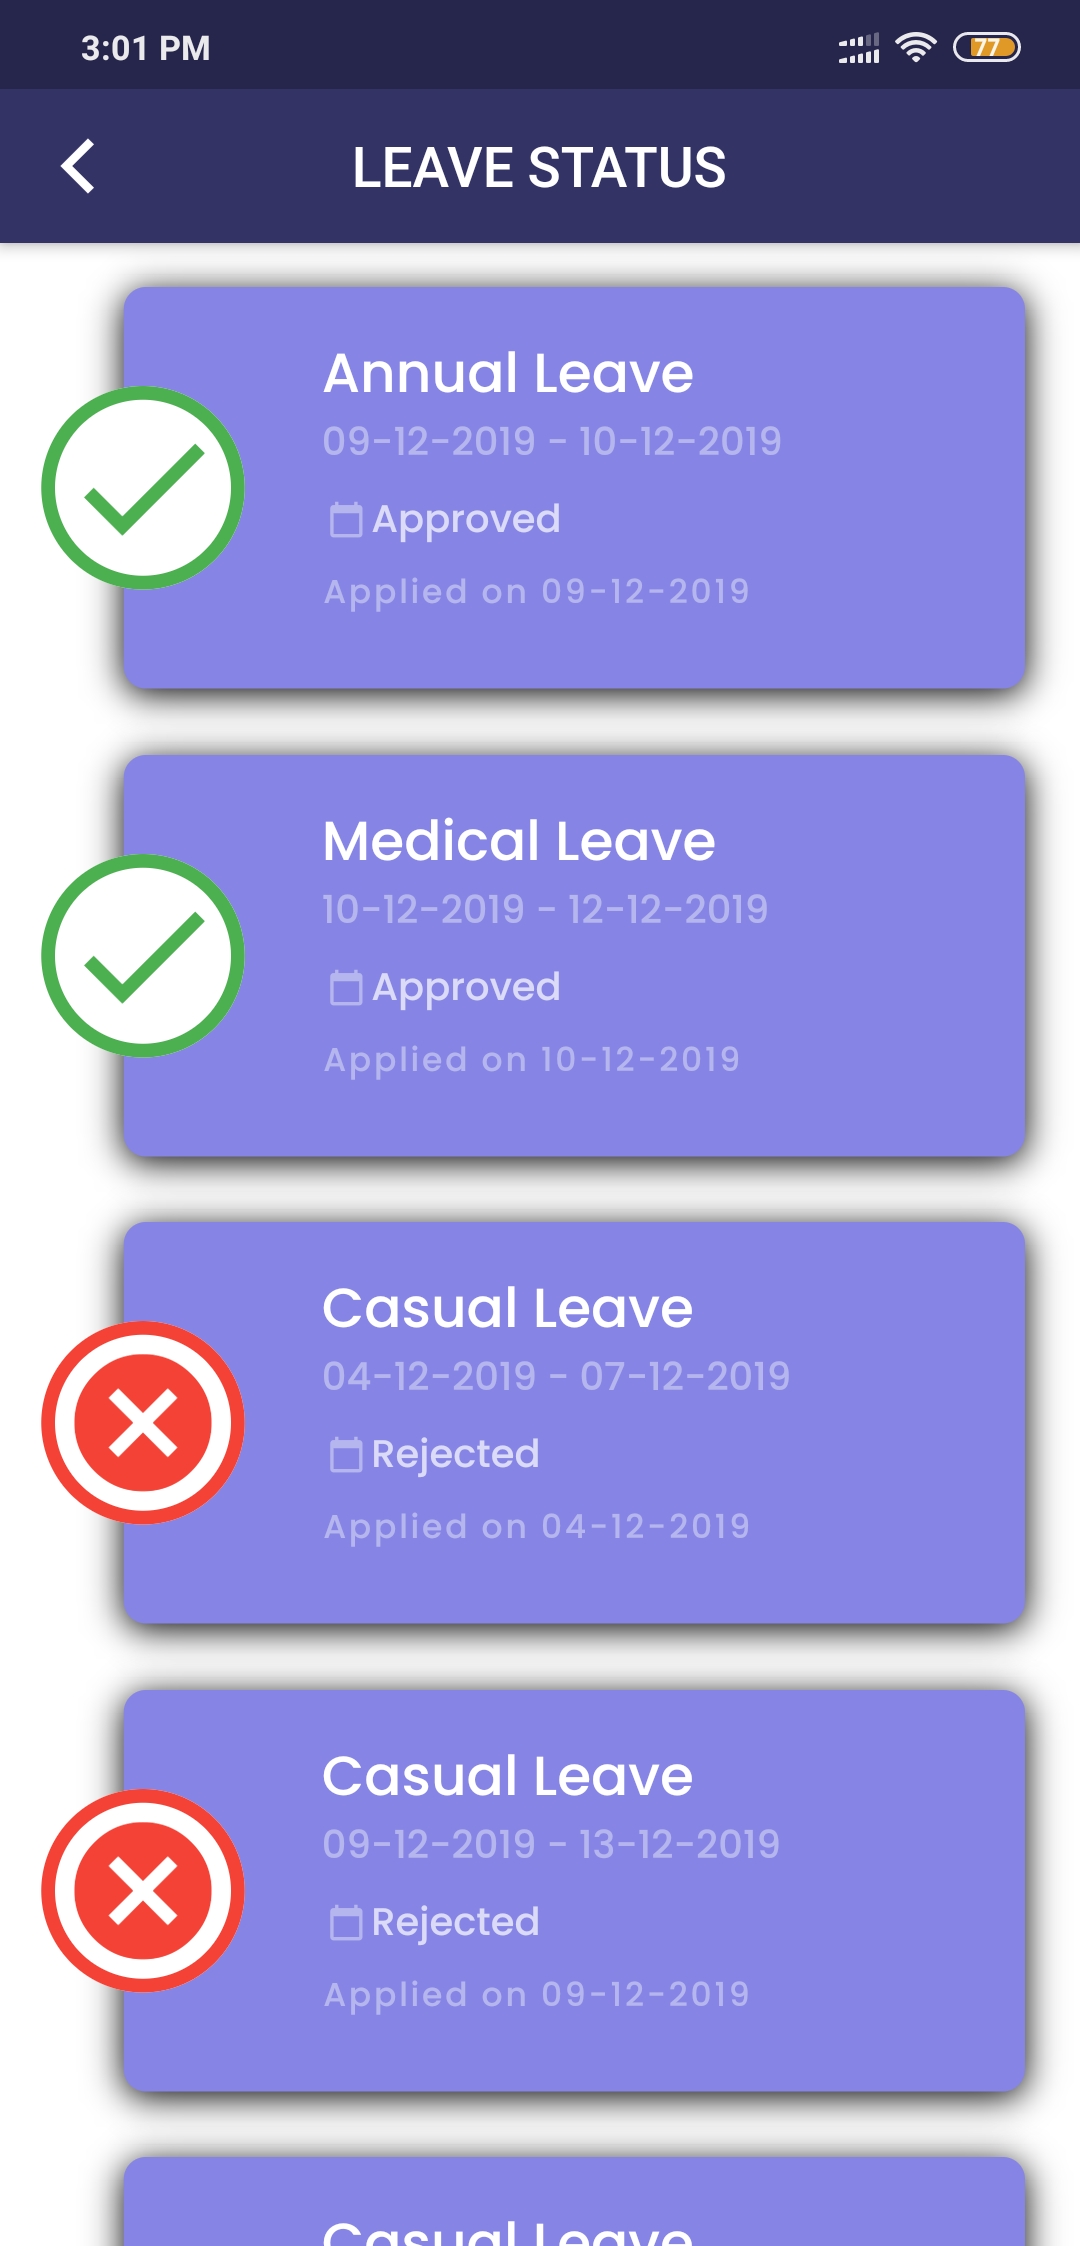 3:01 PM
77
LEAVE STATUS
Annual Leave
09-12-2019 - 10-12-2019
Approved
Applied on 09-12-2019
Medical Leave
10-12-2019 - 12-12-2019
Approved
Applied on 10-12-2019
Casual Leave
04-12-2019 - 07-12-2019
Rejected
Applied on 04-12-2019
Casual Leave
09-12-2019 - 13-12-2019
Rejected
Applied on 09-12-2019
Casual Leave